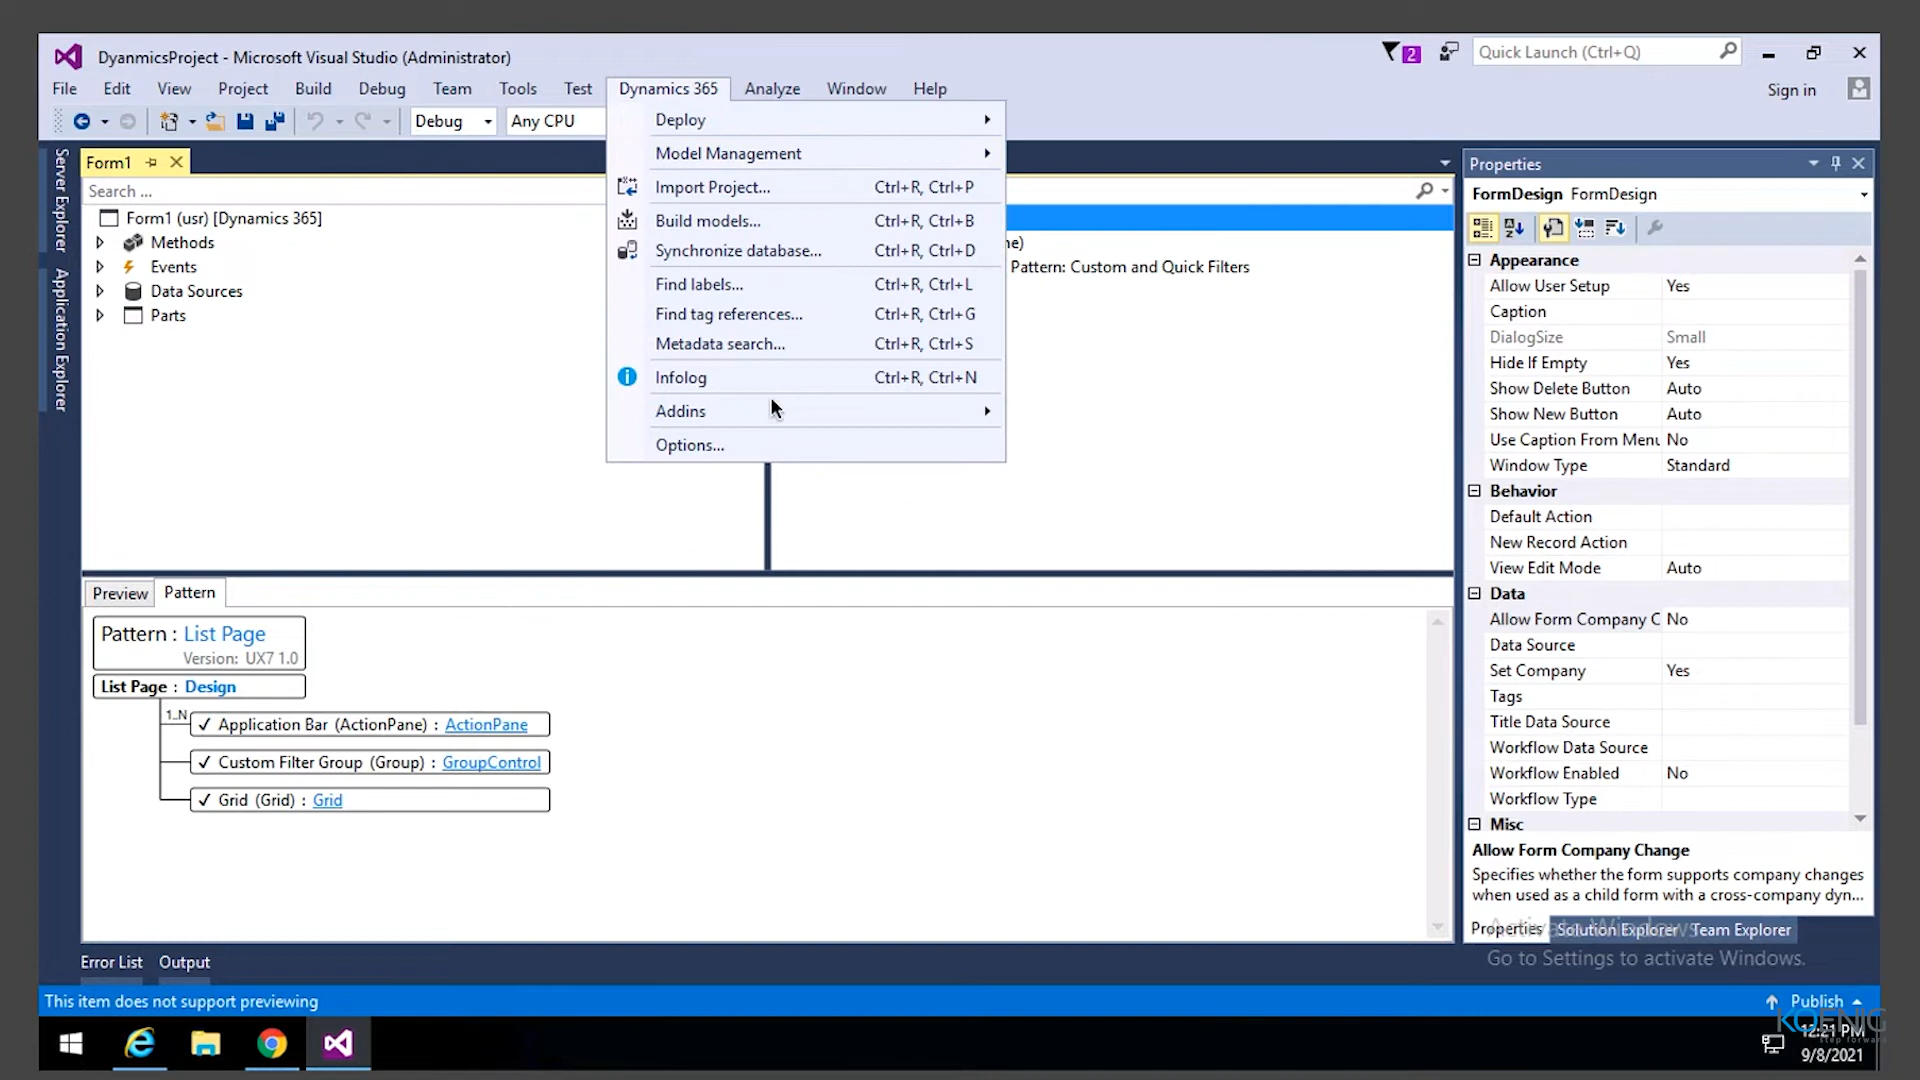 DyanmicsProject - Microsoft Visual Studio (Administrator)
2
Quick Launch (Ctrl+Q)
File Edit View Project Build Debug Team Tools Test Dynamics 365 Analyze Window Help
Sign in
Debug
Any CPU
Server Explorer
Application Explorer
Form1
Search ...
Form1 (usr) [Dynamics 365]
Methods
Events
Data Sources
Parts
Deploy
Model Management
Import Project... Ctrl+R, Ctrl+P
Build models... Ctrl+R, Ctrl+B
Synchronize database... Ctrl+R, Ctrl+D
Find labels... Ctrl+R, Ctrl+L
Find tag references... Ctrl+R, Ctrl+G
Metadata search... Ctrl+R, Ctrl+S
Infolog Ctrl+R, Ctrl+N
Addins
Options...
Pattern: Custom and Quick Filters
Preview Pattern
Pattern : List Page
Version: UX7 1.0
List Page : Design
1..N
✓ Application Bar (ActionPane) : ActionPane
✓ Custom Filter Group (Group) : GroupControl
✓ Grid (Grid) : Grid
Properties
FormDesign FormDesign
Appearance
Allow User Setup Yes
Caption
DialogSize Small
Hide If Empty Yes
Show Delete Button Auto
Show New Button Auto
Use Caption From Menu No
Window Type Standard
Behavior
Default Action
New Record Action
View Edit Mode Auto
Data
Allow Form Company C No
Data Source
Set Company Yes
Tags
Title Data Source
Workflow Data Source
Workflow Enabled No
Workflow Type
Misc
Allow Form Company Change
Specifies whether the form supports company changes
when used as a child form with a cross-company dyn...
Properties Solution Explorer Team Explorer
Activate Windows
Go to Settings to activate Windows.
Error List Output
This item does not support previewing
Publish
KOENIG
step forward
12:21 PM
9/8/2021